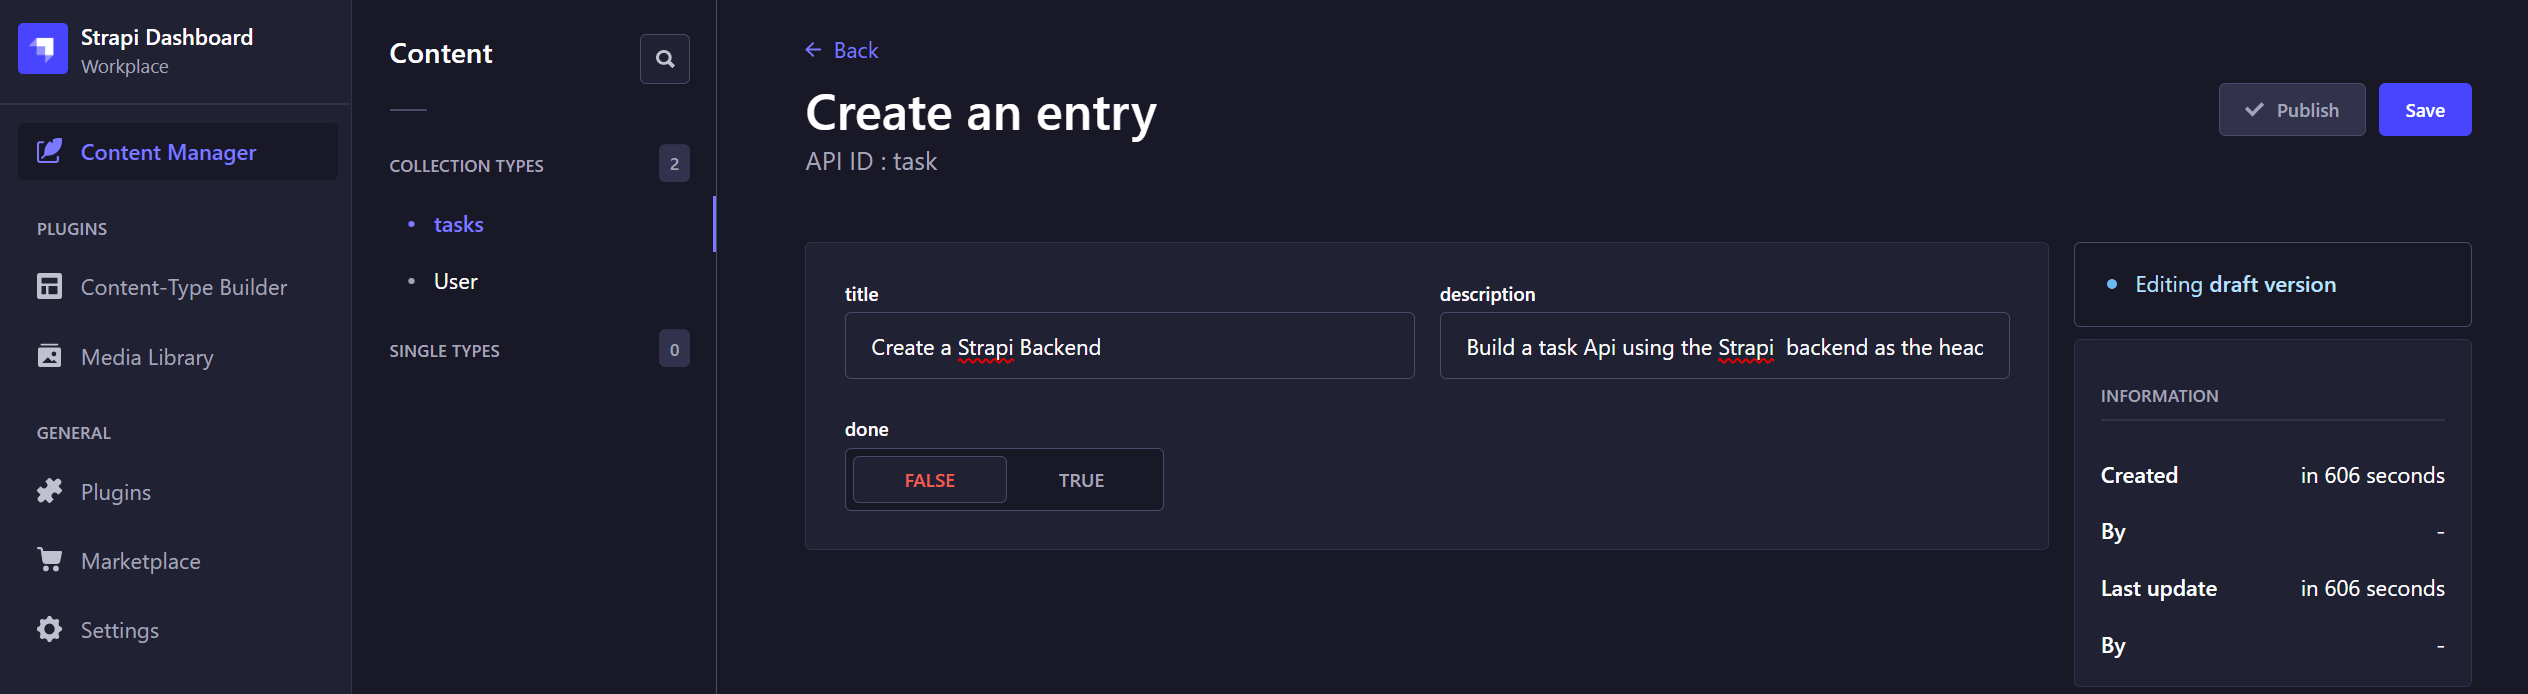 Strapi Dashboard
Workplace
Content Manager
PLUGINS
Content-Type Builder
Media Library
GENERAL
Plugins
Marketplace
Settings
Content
COLLECTION TYPES 2
tasks
User
SINGLE TYPES 0
Back
Create an entry
API ID : task
Publish
Save
title
Create a Strapi Backend
description
Build a task Api using the Strapi  backend as the
done
FALSE TRUE
Editing draft version
INFORMATION
Created in 606 seconds
By -
Last update in 606 seconds
By -